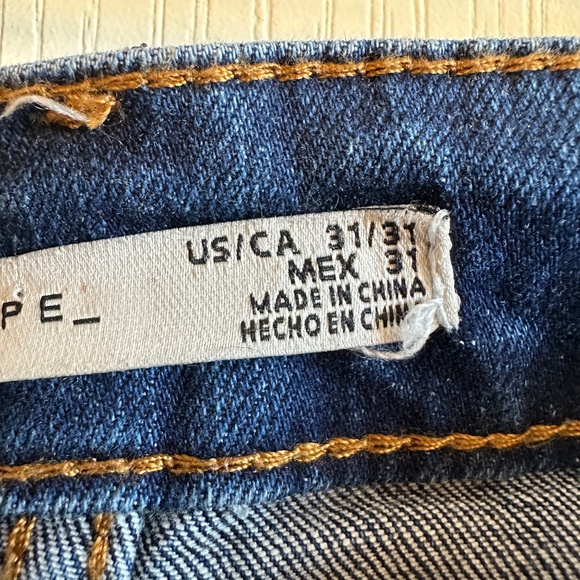 PE_
US/CA 31/31
MEX 31
MADE IN CHINA
HECHO EN CHINA